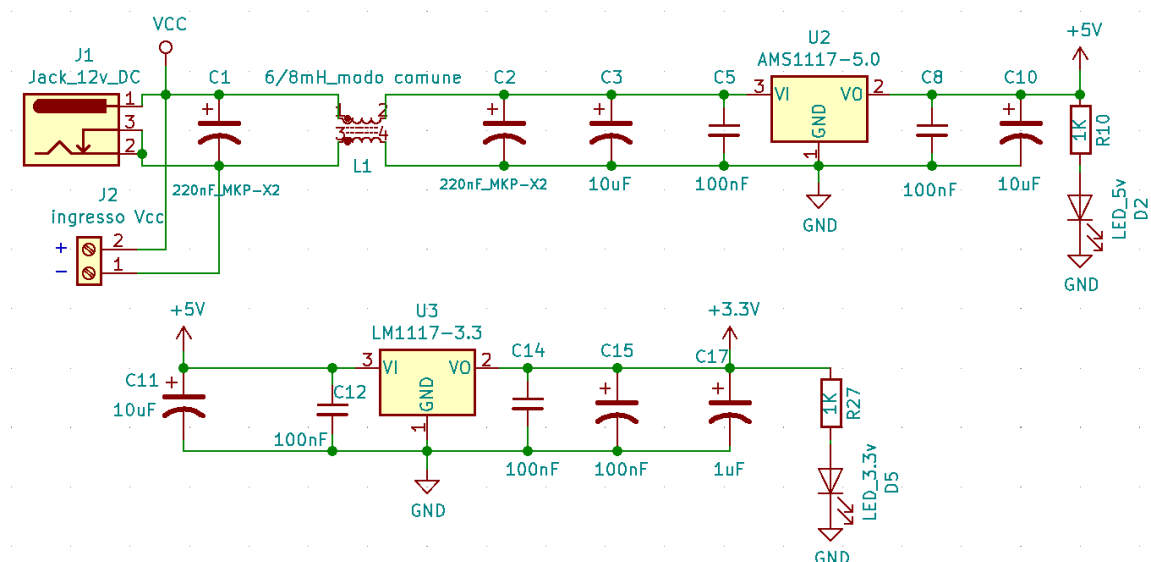 VCC
J1
Jack_12v_DC
1
3
2
C1
220nF_MKP-X2
6/8mH_modo comune
1
2
3
4
L1
C2
220nF_MKP-X2
C3
10uF
C5
100nF
U2
AMS1117-5.0
3
VI
VO
2
GND
1
GND
C8
100nF
C10
10uF
+5V
1K
R10
LED_5v
D2
GND
J2
ingresso Vcc
+
2
−
1
+5V
C11
10uF
C12
100nF
U3
LM1117-3.3
3
VI
VO
2
GND
1
GND
C14
100nF
C15
100nF
+3.3V
C17
1uF
1K
R27
LED_3.3v
D5
GND